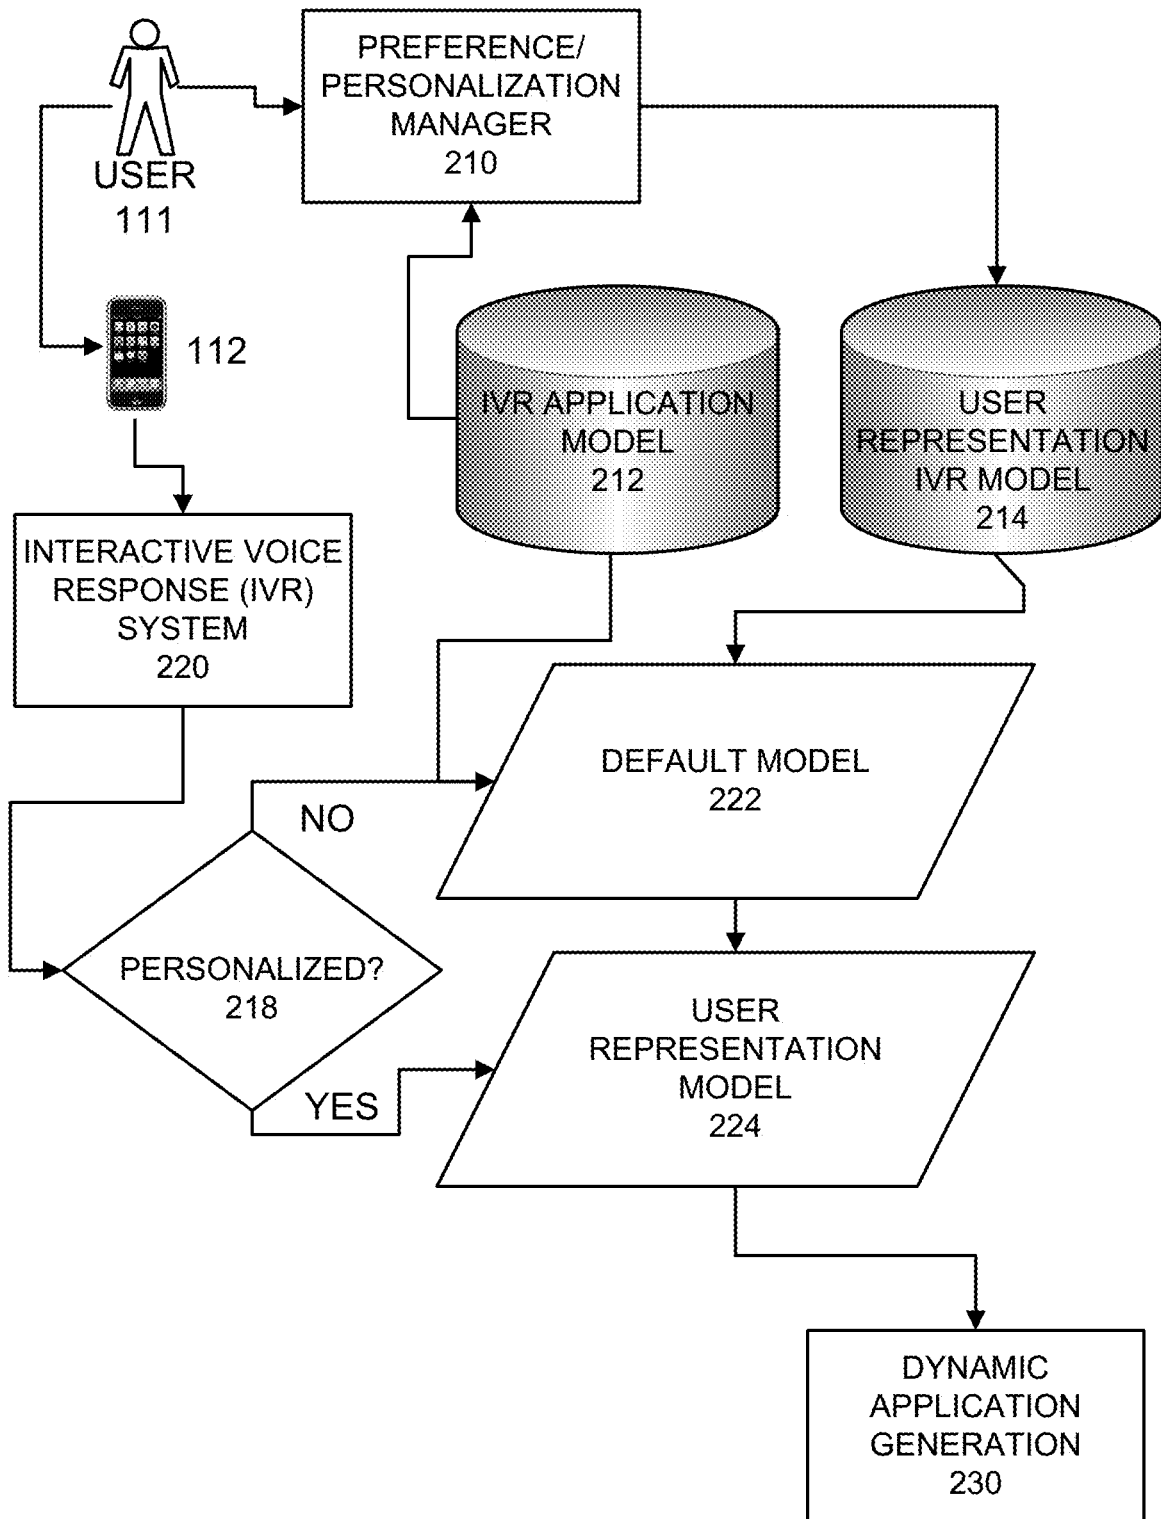 PREFERENCE/
PERSONALIZATION
MANAGER
210
USER
111
112
IVR APPLICATION
MODEL
212
USER
REPRESENTATION
IVR MODEL
214
INTERACTIVE VOICE
RESPONSE (IVR)
SYSTEM
220
DEFAULT MODEL
222
NO
PERSONALIZED?
218
YES
USER
REPRESENTATION
MODEL
224
DYNAMIC
APPLICATION
GENERATION
230